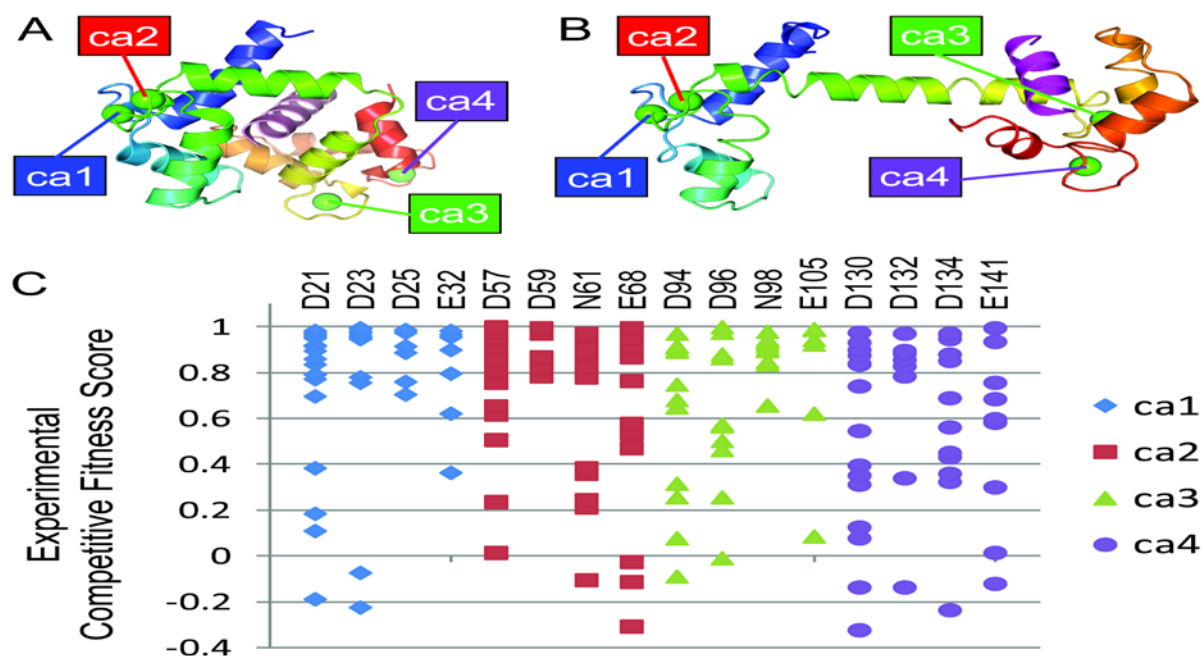 A
ca2
ca4
ca1
ca3
B
ca2
ca3
ca1
ca4
C
D21 D23 D25 E32 D57 D59 N61 E68 D94 D96 N98 E105 D130 D132 D134 E141
Experimental
Competitive Fitness Score
1
0.8
0.6
0.4
0.2
0
-0.2
-0.4
ca1
ca2
ca3
ca4